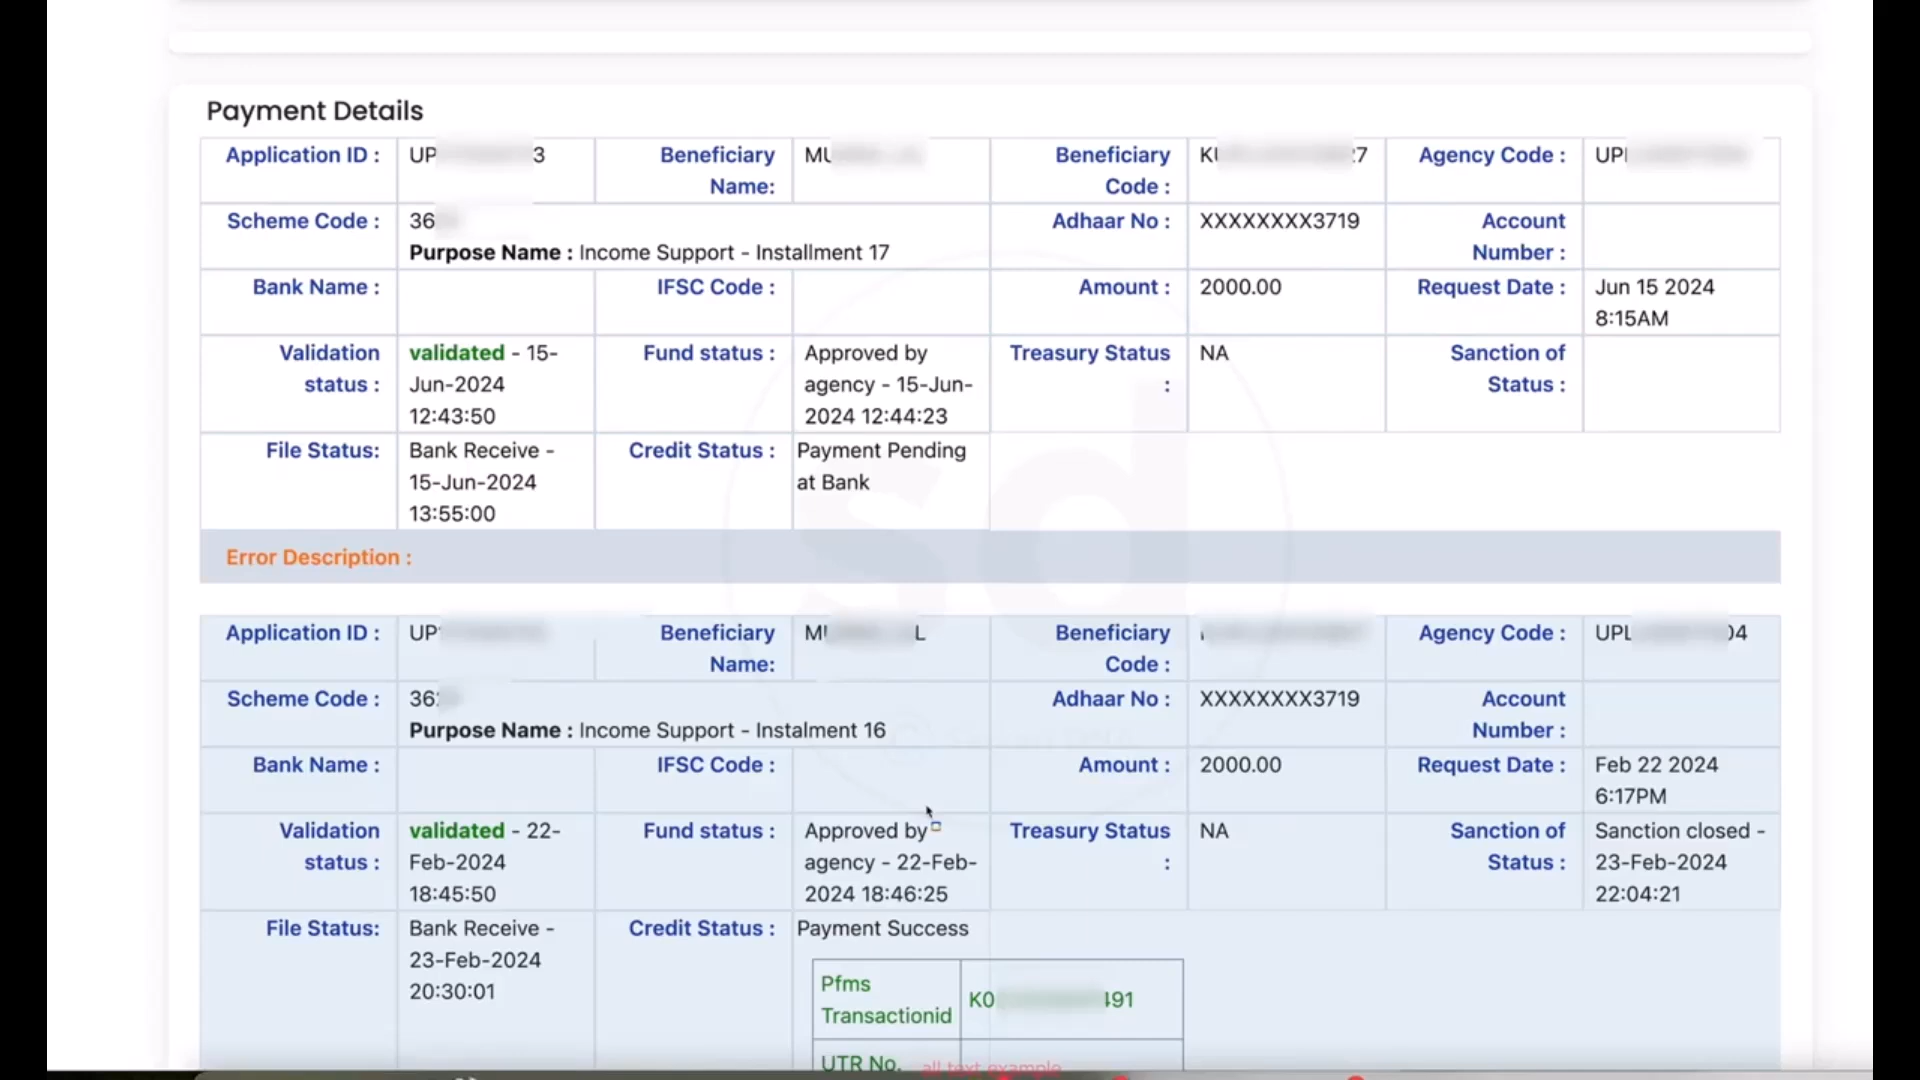 Payment Details
Application ID : UP 3 Beneficiary Name: MU Beneficiary Code : 27 Agency Code : UPL
Scheme Code : 36 Adhaar No : XXXXXXXX3719 Account Number :
Purpose Name : Income Support - Installment 17
Bank Name : IFSC Code : Amount : 2000.00 Request Date : Jun 15 2024 8:15AM
Validation status : validated - 15-Jun-2024 12:43:50 Fund status : Approved by agency - 15-Jun-2024 12:44:23 Treasury Status : NA Sanction of Status :
File Status: Bank Receive - 15-Jun-2024 13:55:00 Credit Status : Payment Pending at Bank
Error Description :
sd
Application ID : UP Beneficiary Name: L Beneficiary Code : Agency Code : UPL 04
Scheme Code : 36 Adhaar No : XXXXXXXX3719 Account Number :
Purpose Name : Income Support - Instalment 16
Bank Name : IFSC Code : Amount : 2000.00 Request Date : Feb 22 2024 6:17PM
Validation status : validated - 22-Feb-2024 18:45:50 Fund status : Approved by agency - 22-Feb-2024 18:46:25 Treasury Status : NA Sanction of Status : Sanction closed - 23-Feb-2024 22:04:21
File Status: Bank Receive - 23-Feb-2024 20:30:01 Credit Status : Payment Success
Pfms Transactionid K0 491
UTR No.
all text example